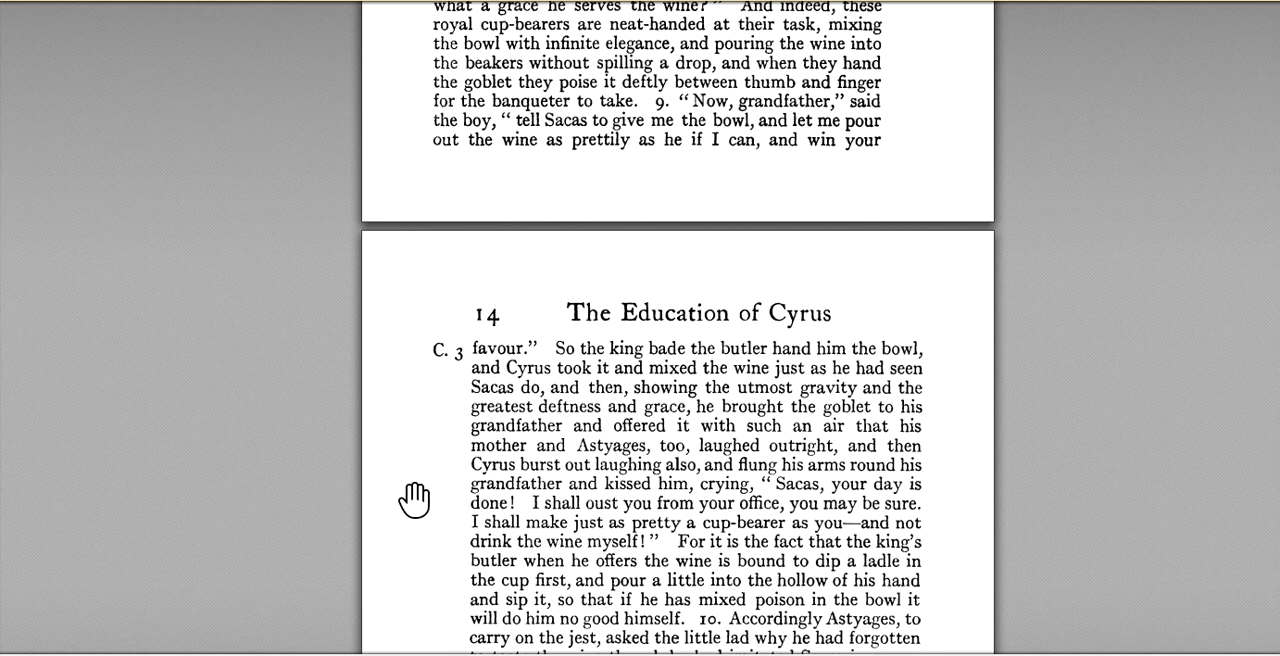 what a grace he serves the wine?" And indeed, these
royal cup-bearers are neat-handed at their task, mixing
the bowl with infinite elegance, and pouring the wine into
the beakers without spilling a drop, and when they hand
the goblet they poise it deftly between thumb and finger
for the banqueter to take. 9. "Now, grandfather," said
the boy, "tell Sacas to give me the bowl, and let me pour
out the wine as prettily as he if I can, and win your
14 The Education of Cyrus
C. 3 favour." So the king bade the butler hand him the bowl,
and Cyrus took it and mixed the wine just as he had seen
Sacas do, and then, showing the utmost gravity and the
greatest deftness and grace, he brought the goblet to his
grandfather and offered it with such an air that his
mother and Astyages, too, laughed outright, and then
Cyrus burst out laughing also, and flung his arms round his
grandfather and kissed him, crying, "Sacas, your day is
done! I shall oust you from your office, you may be sure.
I shall make just as pretty a cup-bearer as you—and not
drink the wine myself!" For it is the fact that the king's
butler when he offers the wine is bound to dip a ladle in
the cup first, and pour a little into the hollow of his hand
and sip it, so that if he has mixed poison in the bowl it
will do him no good himself. 10. Accordingly Astyages, to
carry on the jest, asked the little lad why he had forgotten